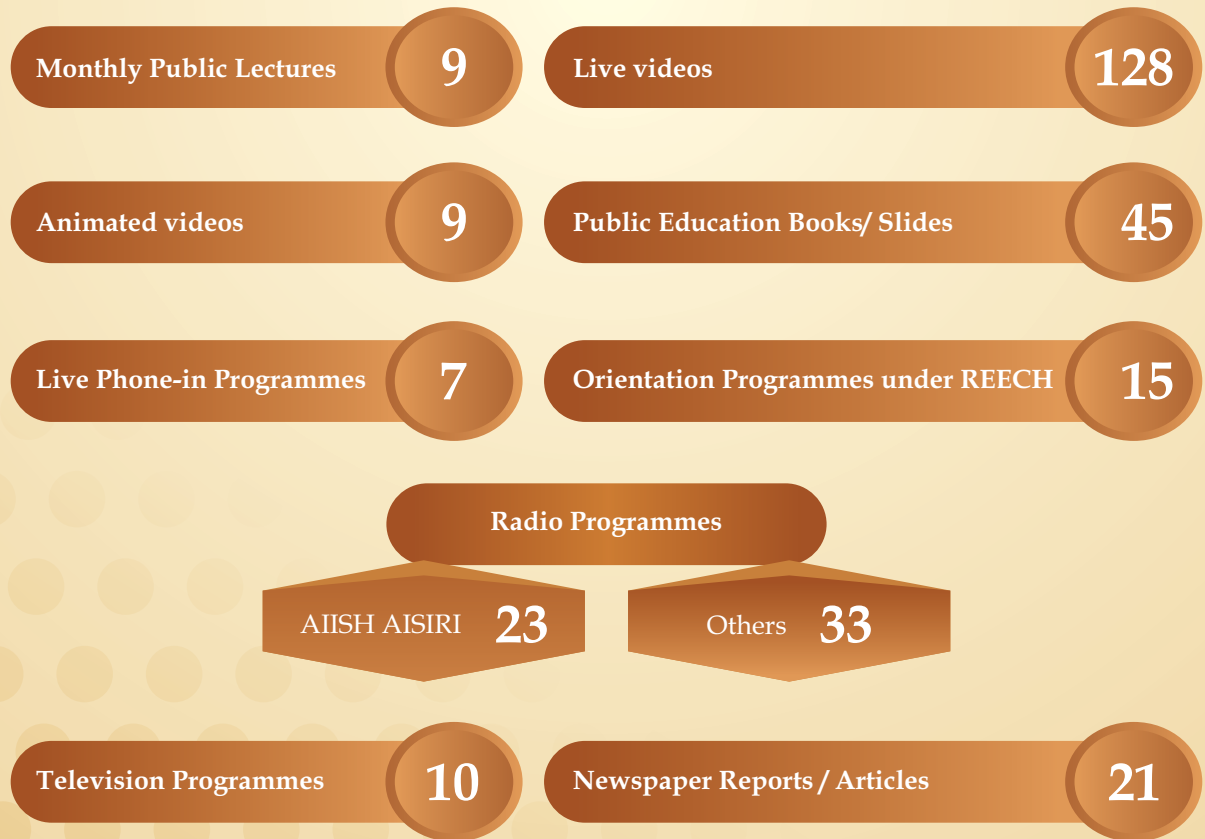 Monthly Public Lectures 9
Live videos 128
Animated videos 9
Public Education Books/ Slides 45
Live Phone-in Programmes 7
Orientation Programmes under REECH 15
Radio Programmes
AIISH AISIRI 23
Others 33
Television Programmes 10
Newspaper Reports / Articles 21